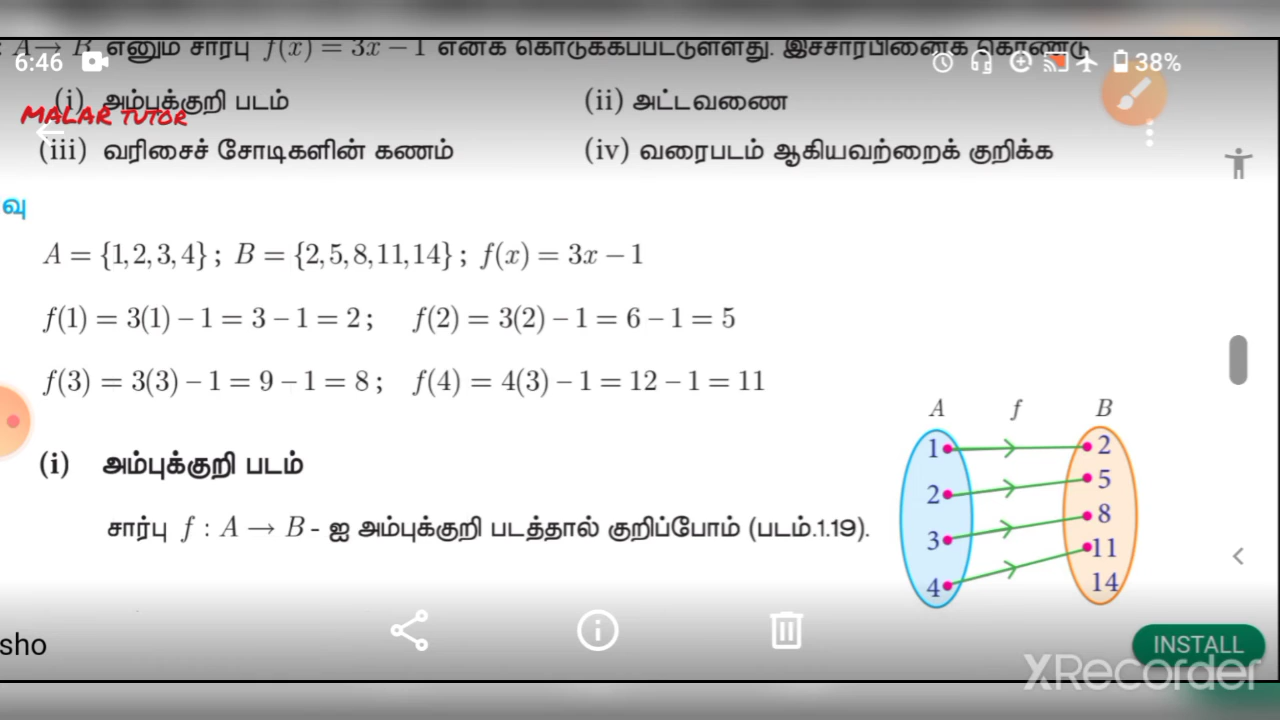 : A → B எனும் சார்பு f(x) = 3x – 1 எனக் கொடுக்கப்பட்டுள்ளது. இச்சார்பினைக் கொண்டு
6:46 38%
(i) அம்புக்குறி படம் (ii) அட்டவணை
MALAR TUTOR
(iii) வரிசைச் சோடிகளின் கணம் (iv) வரைபடம் ஆகியவற்றைக் குறிக்க
வு
A = {1,2,3,4} ; B = {2,5,8,11,14} ; f(x) = 3x – 1
f(1) = 3(1) – 1 = 3 – 1 = 2 ; f(2) = 3(2) – 1 = 6 – 1 = 5
f(3) = 3(3) – 1 = 9 – 1 = 8 ; f(4) = 4(3) – 1 = 12 – 1 = 11
A f B
1 2
2 5
3 8
4 11
14
(i) அம்புக்குறி படம்
சார்பு f : A → B - ஐ அம்புக்குறி படத்தால் குறிப்போம் (படம்.1.19).
sho
INSTALL
XRecorder